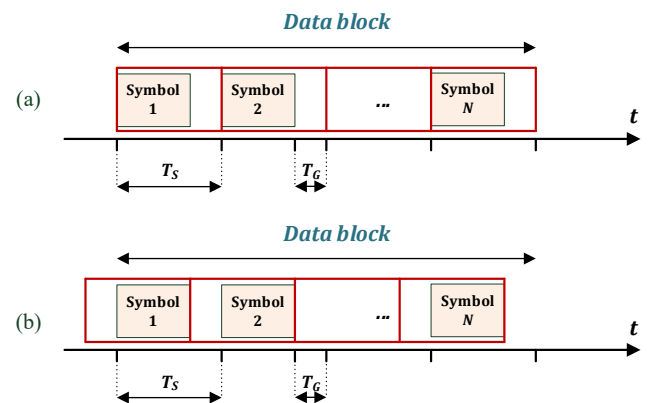 Data block
(a)
Symbol 1
Symbol 2
...
Symbol N
t
T_S
T_G
Data block
(b)
Symbol 1
Symbol 2
...
Symbol N
t
T_S
T_G